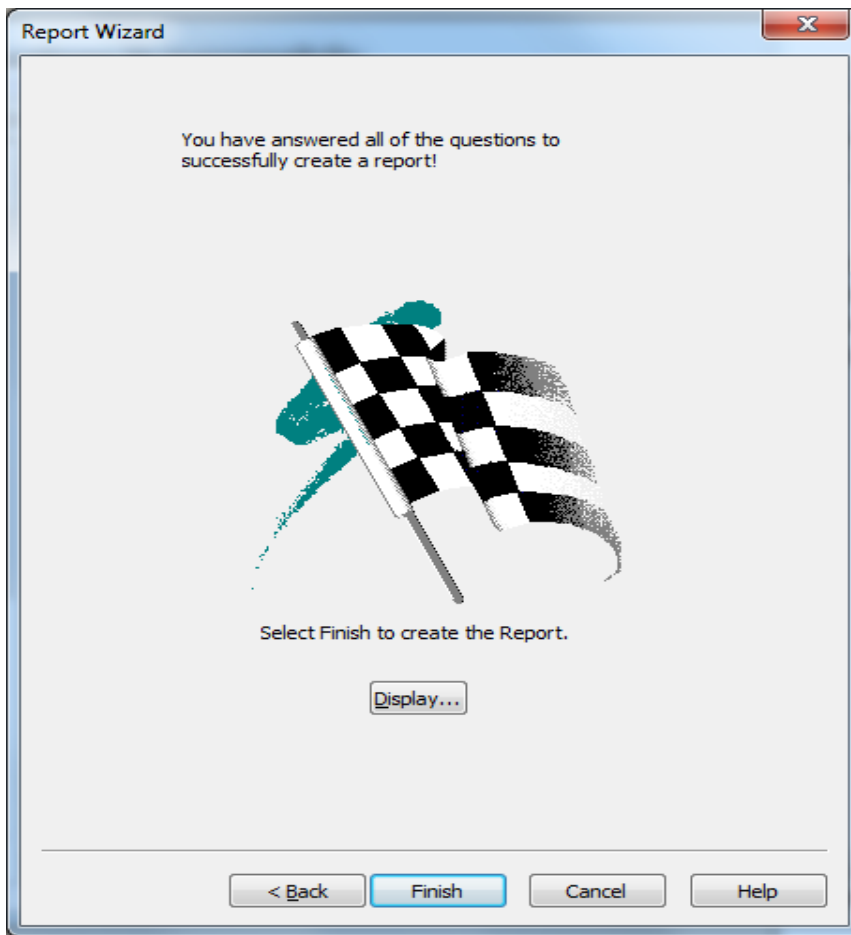 Report Wizard
You have answered all of the questions to
successfully create a report!
Select Finish to create the Report.
Display...
< Back
Finish
Cancel
Help